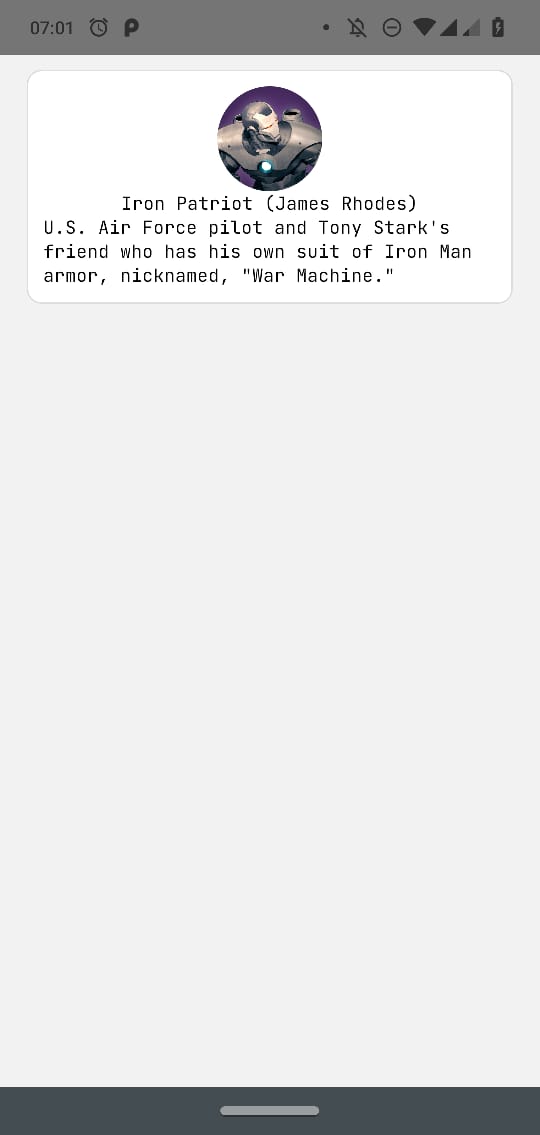 07:01
Iron Patriot (James Rhodes)
U.S. Air Force pilot and Tony Stark's
friend who has his own suit of Iron Man
armor, nicknamed, "War Machine."